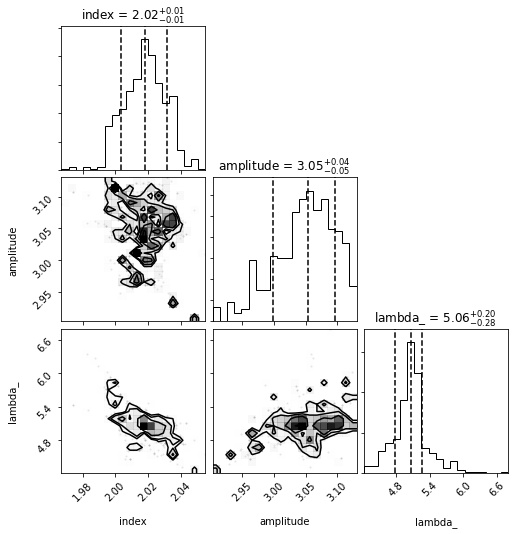 index = 2.02+0.01−0.01
amplitude = 3.05+0.04−0.05
lambda_ = 5.06+0.20−0.28
amplitude
3.10
3.05
3.00
2.95
lambda_
6.6
6.0
5.4
4.8
1.98
2.00
2.02
2.04
index
2.95
3.00
3.05
3.10
amplitude
4.8
5.4
6.0
6.6
lambda_